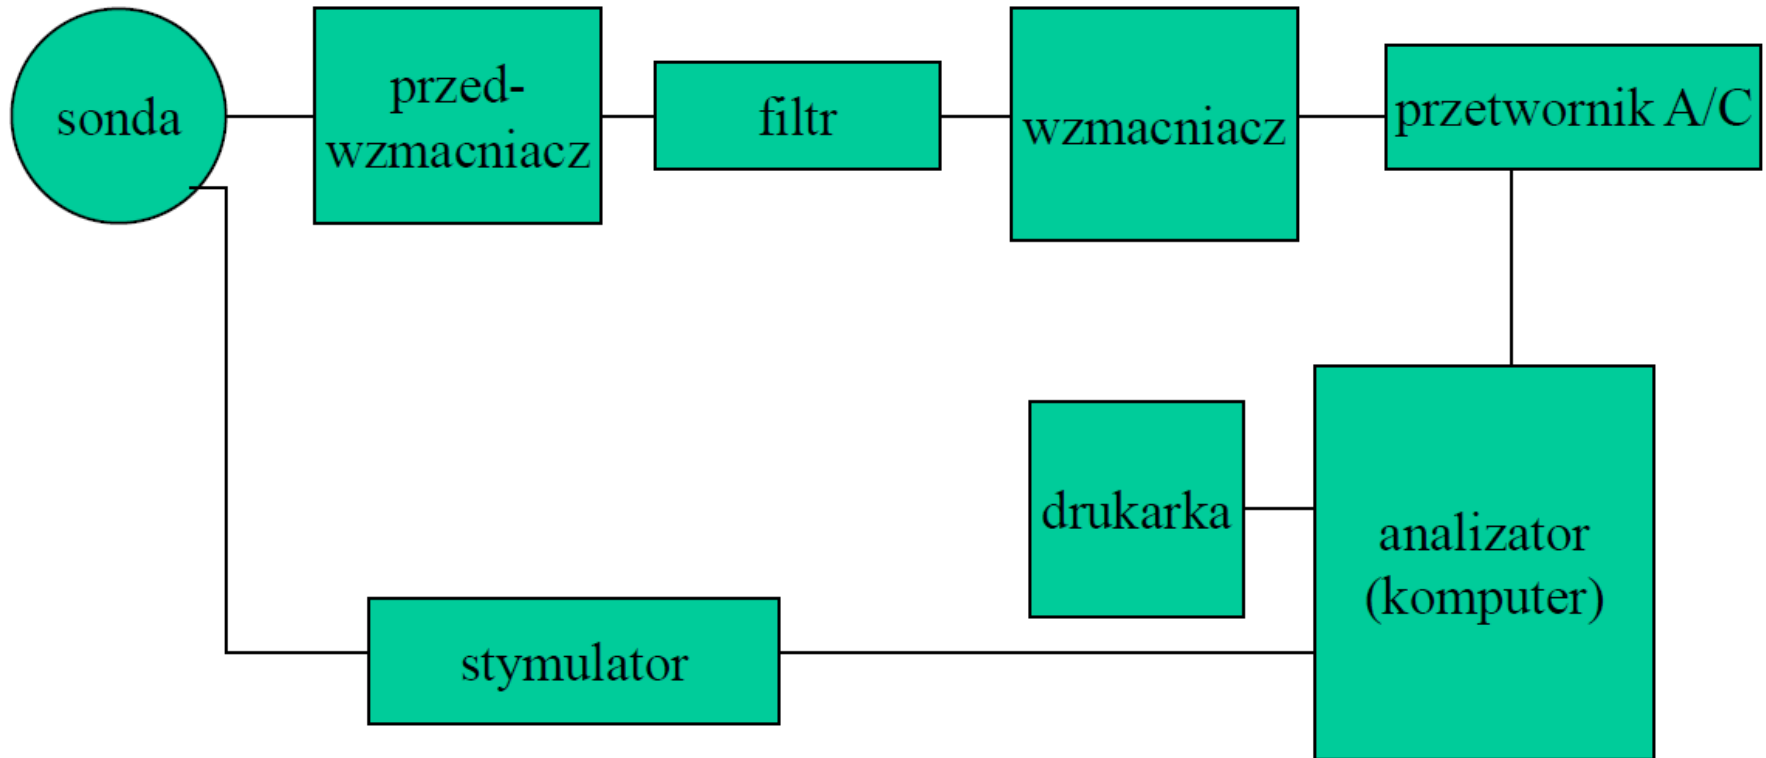 sonda
przed-
wzmacniacz
filtr
wzmacniacz
przetwornik A/C
drukarka
analizator
(komputer)
stymulator